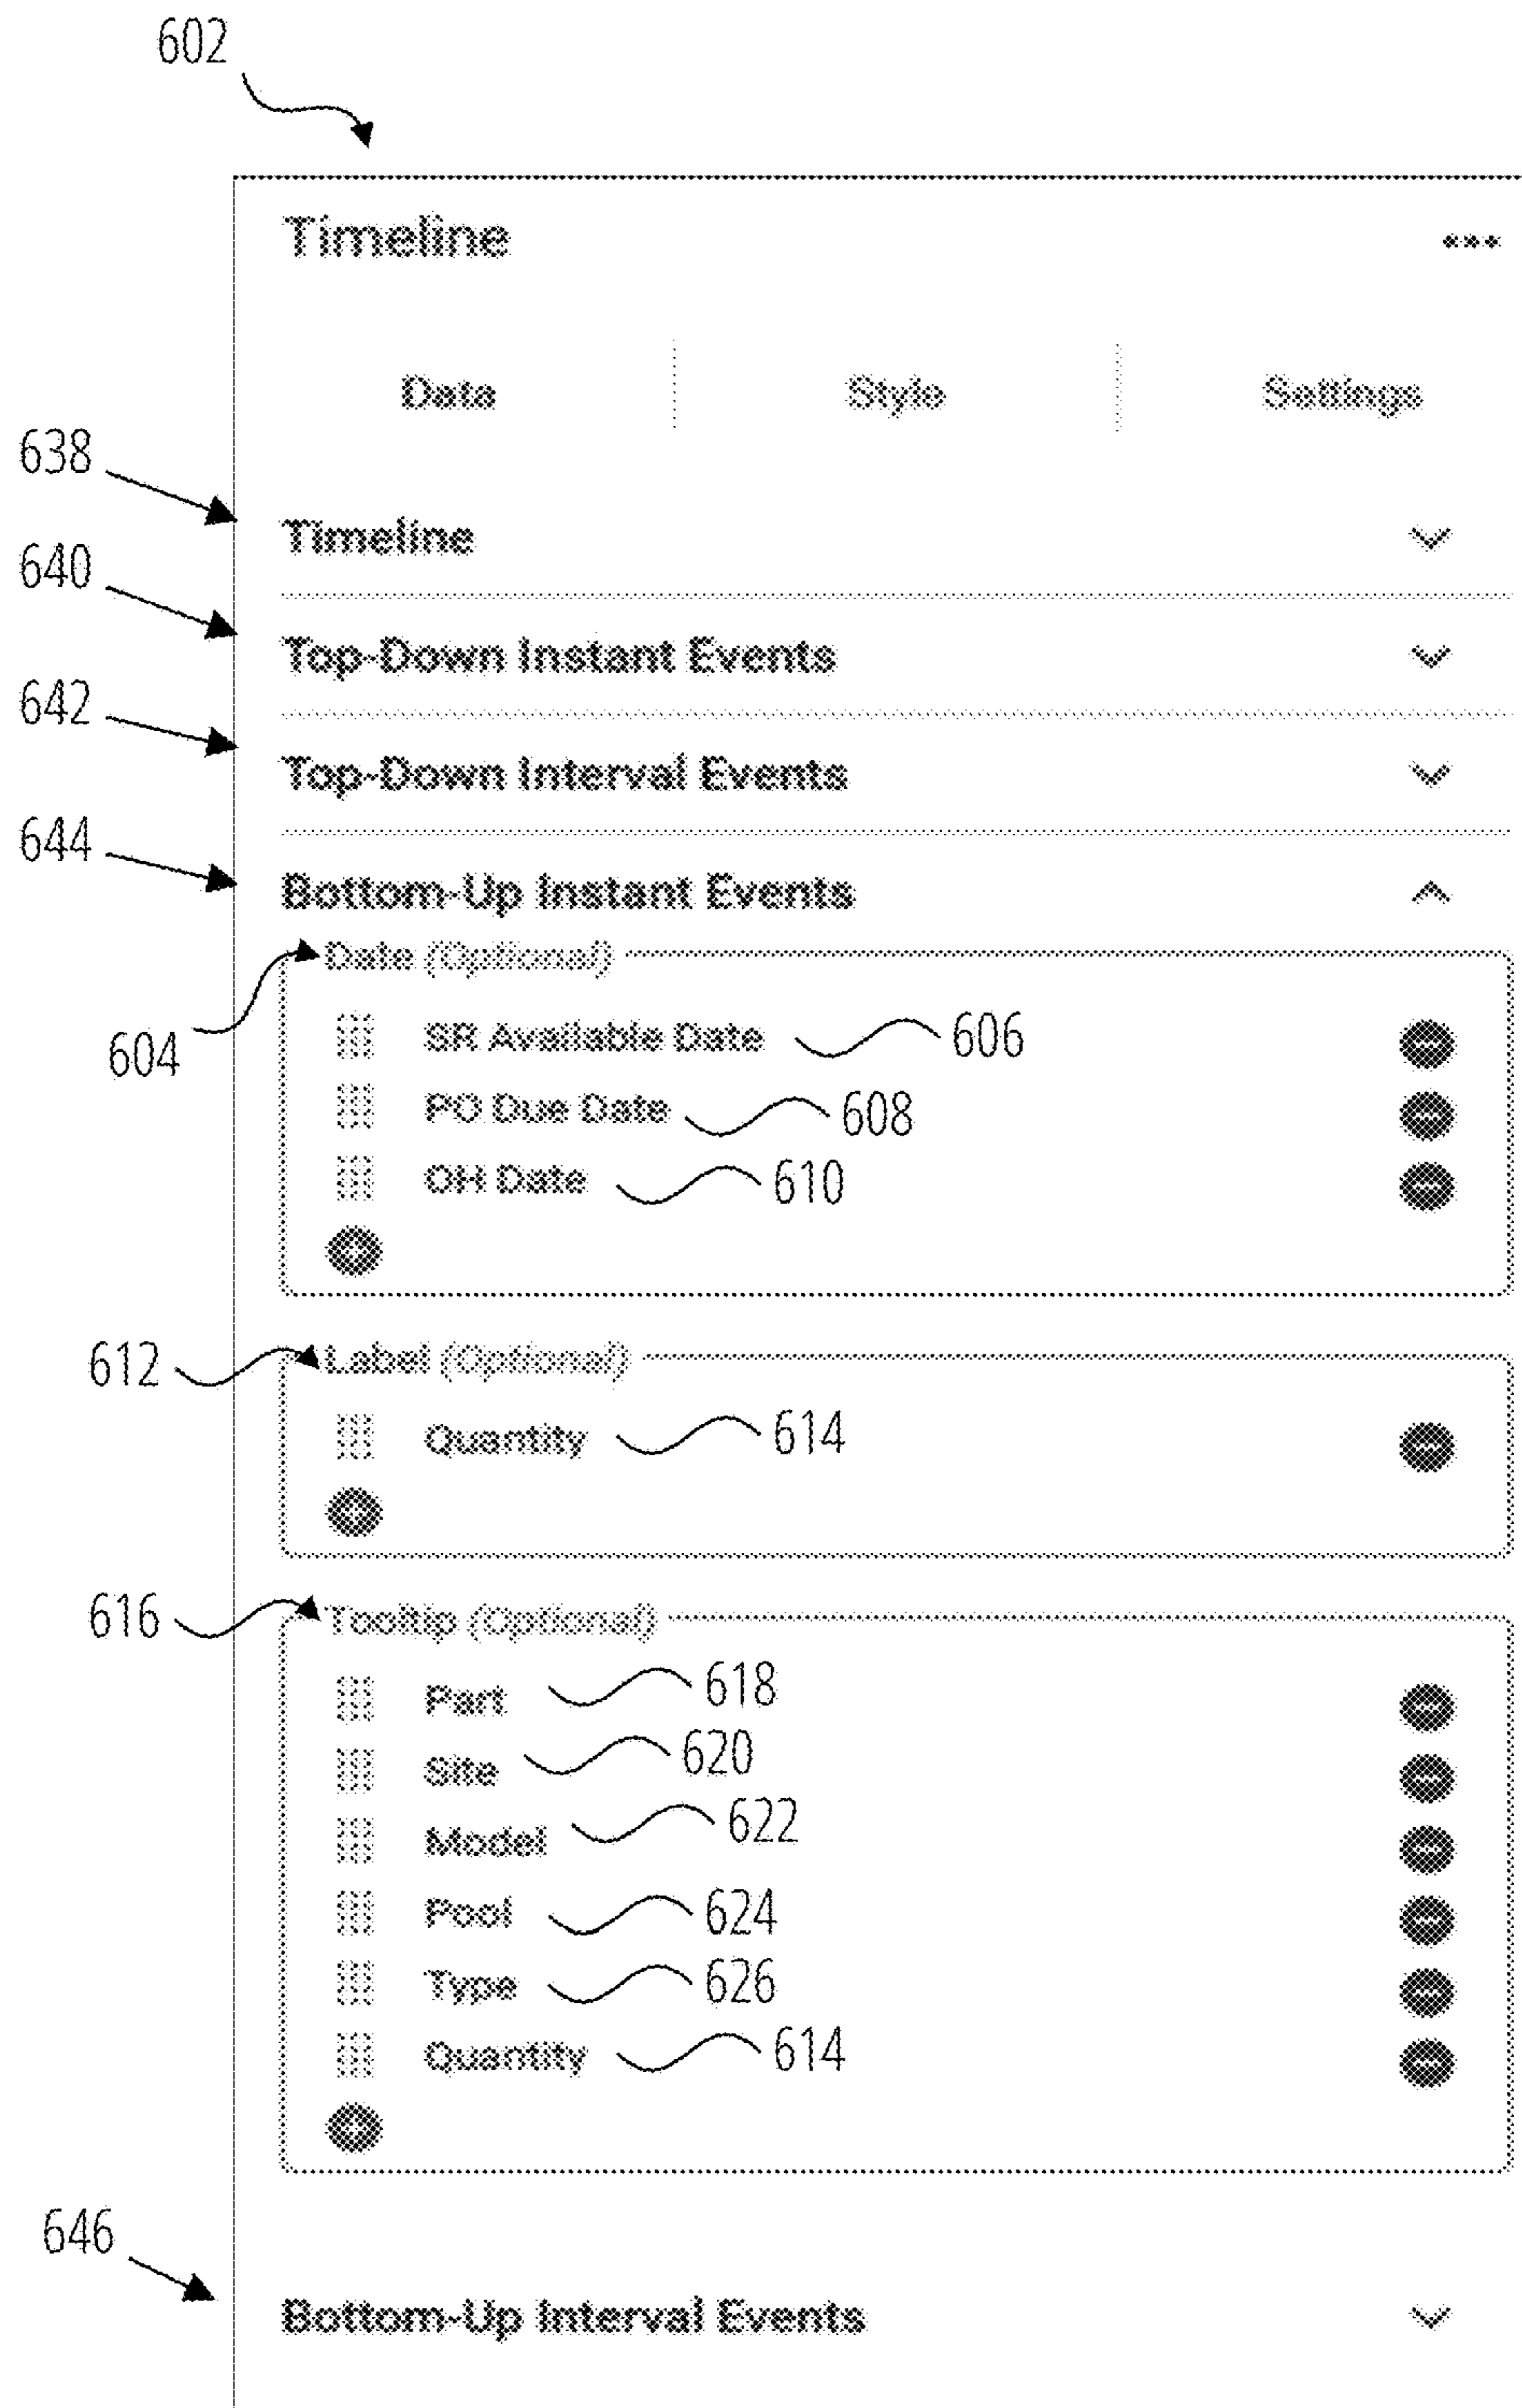 602
Timeline
Data Style Settings
638
Timeline
640
Top-Down Instant Events
642
Top-Down Interval Events
644
Bottom-Up Instant Events
Date (Optional)
604
SR Available Date 606
PO Due Date 608
OH Date 610
612 Label (Optional)
Quantity 614
616 Tooltip (Optional)
Part 618
Site 620
Model 622
Pool 624
Type 626
Quantity 614
646
Bottom-Up Interval Events